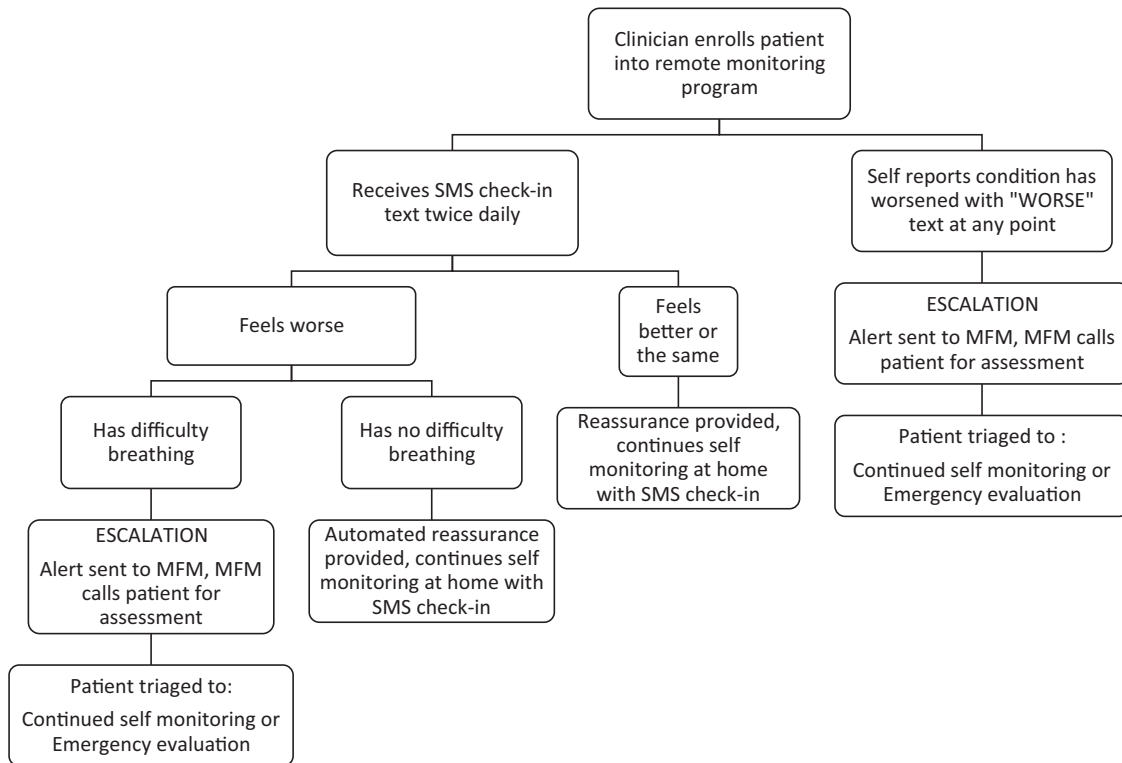 Clinician enrolls patient
into remote monitoring
program
Receives SMS check-in
text twice daily
Self reports condition has
worsened with "WORSE"
text at any point
Feels worse
Feels
better or
the same
ESCALATION
Alert sent to MFM, MFM calls
patient for assessment
Has difficulty
breathing
Has no difficulty
breathing
Reassurance provided,
continues self
monitoring at home
with SMS check-in
Patient triaged to :
Continued self monitoring or
Emergency evaluation
ESCALATION
Alert sent to MFM, MFM
calls patient for
assessment
Automated reassurance
provided, continues self
monitoring at home with
SMS check-in
Patient triaged to:
Continued self monitoring or
Emergency evaluation